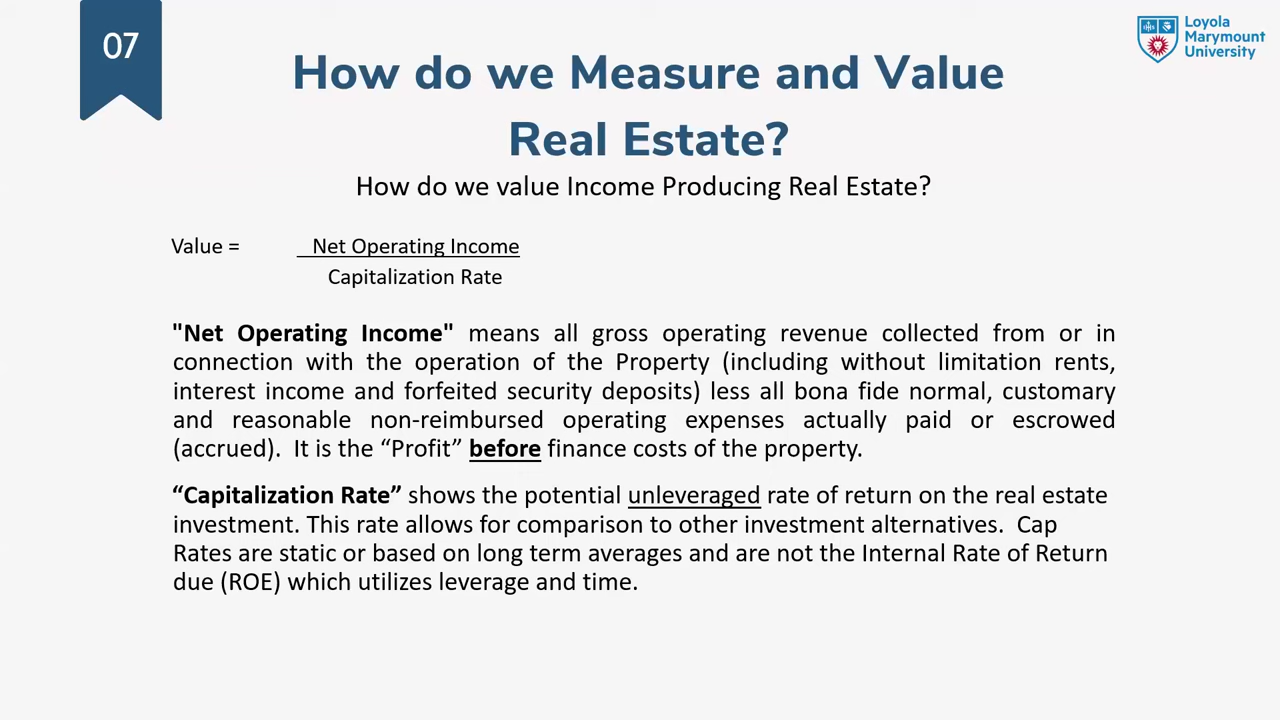 07
Loyola
Marymount
University
How do we Measure and Value
Real Estate?
How do we value Income Producing Real Estate?
Value = Net Operating Income
Capitalization Rate
"Net Operating Income" means all gross operating revenue collected from or in
connection with the operation of the Property (including without limitation rents,
interest income and forfeited security deposits) less all bona fide normal, customary
and reasonable non-reimbursed operating expenses actually paid or escrowed
(accrued). It is the “Profit” before finance costs of the property.
“Capitalization Rate” shows the potential unleveraged rate of return on the real estate
investment. This rate allows for comparison to other investment alternatives. Cap
Rates are static or based on long term averages and are not the Internal Rate of Return
due (ROE) which utilizes leverage and time.